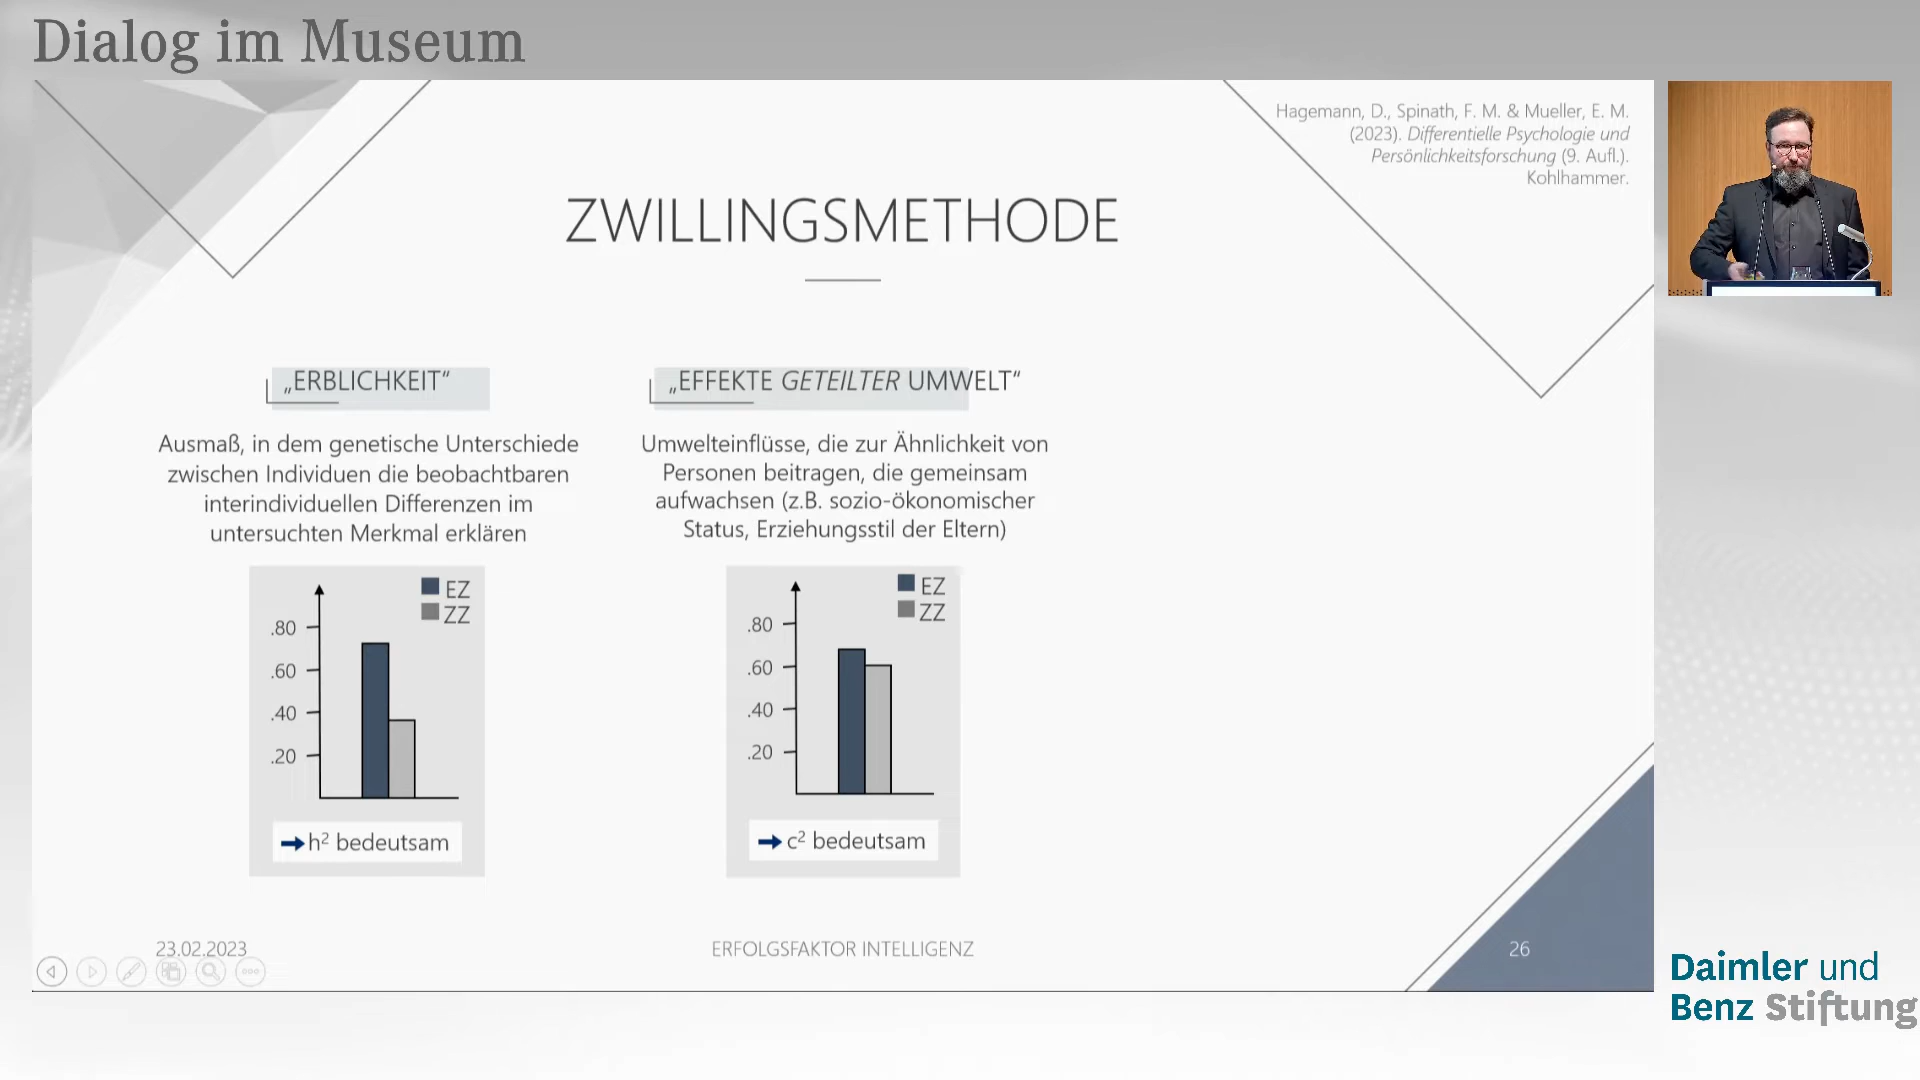 Dialog im Museum
Hagemann, D., Spinath, F. M. & Mueller, E. M.
(2023). Differentielle Psychologie und
Persönlichkeitsforschung (9. Aufl.).
Kohlhammer.
ZWILLINGSMETHODE
„ERBLICHKEIT“
Ausmaß, in dem genetische Unterschiede
zwischen Individuen die beobachtbaren
interindividuellen Differenzen im
untersuchten Merkmal erklären
EZ
ZZ
.80
.60
.40
.20
h² bedeutsam
„EFFEKTE GETEILTER UMWELT“
Umwelteinflüsse, die zur Ähnlichkeit von
Personen beitragen, die gemeinsam
aufwachsen (z.B. sozio-ökonomischer
Status, Erziehungsstil der Eltern)
EZ
ZZ
.80
.60
.40
.20
c² bedeutsam
23.02.2023
ERFOLGSFAKTOR INTELLIGENZ
26
Daimler und
Benz Stiftung